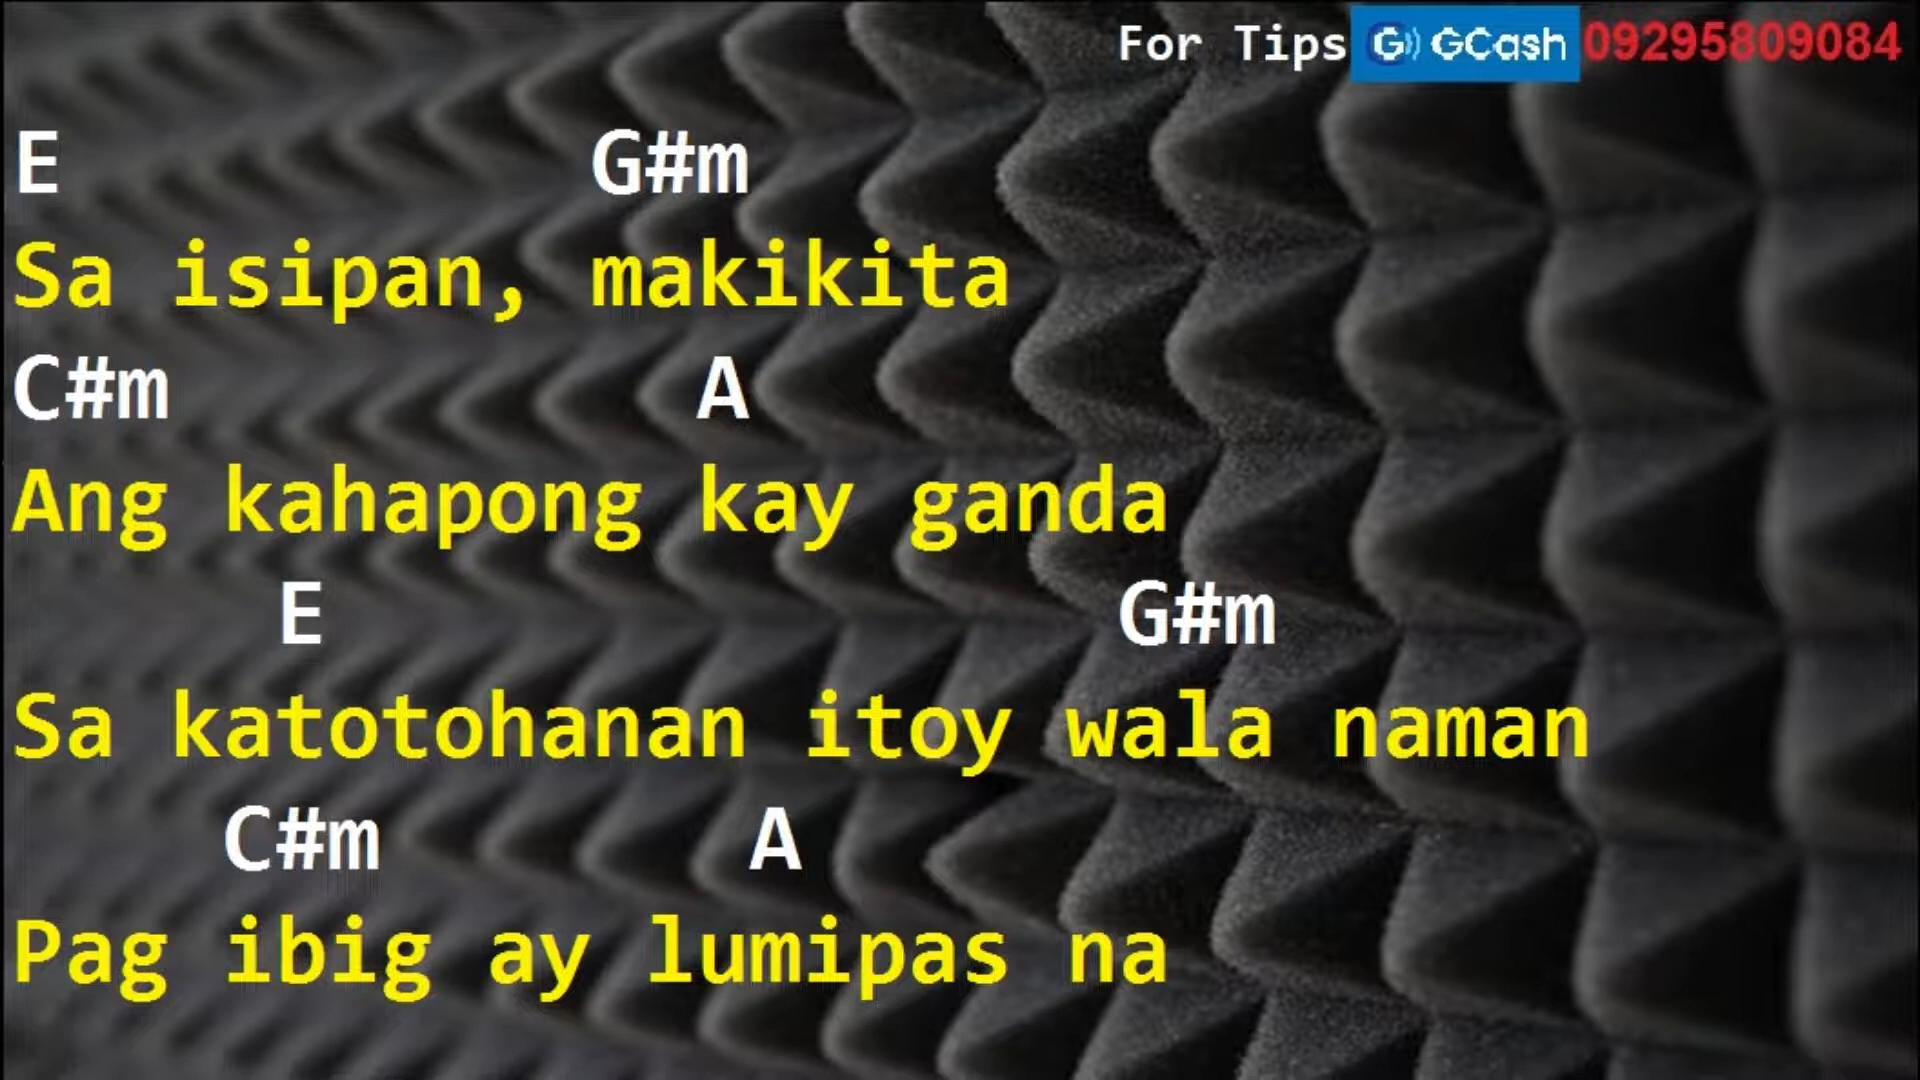 For Tips GCash 09295809084
E G#m
Sa isipan, makikita
C#m A
Ang kahapong kay ganda
E G#m
Sa katotohanan itoy wala naman
C#m A
Pag ibig ay lumipas na